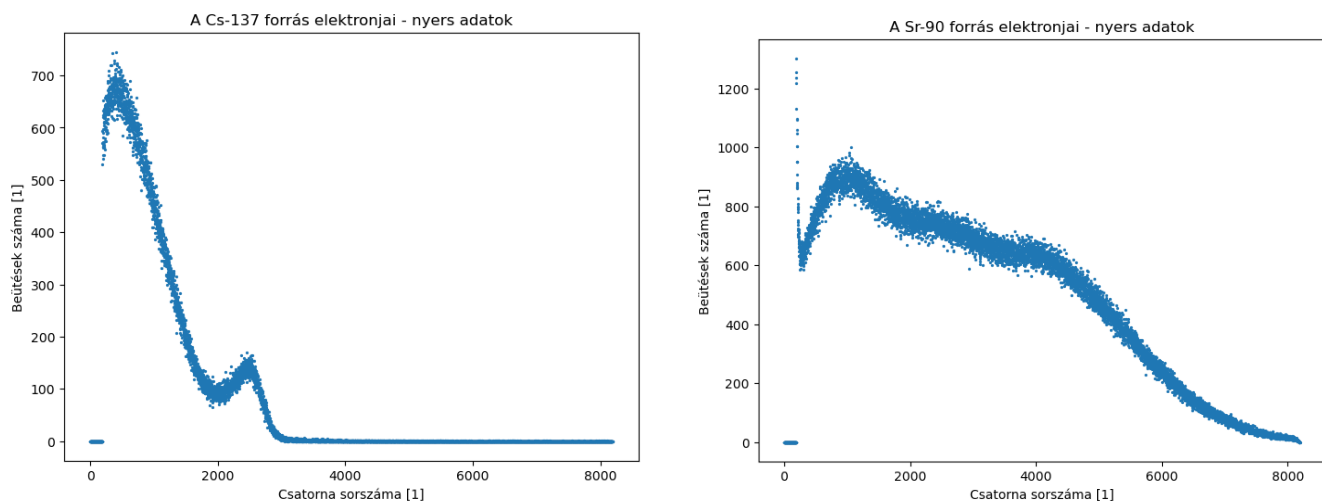 A Cs-137 forrás elektronjai - nyers adatok
Beütések száma [1]
700
600
500
400
300
200
100
0
0 2000 4000 6000 8000
Csatorna sorszáma [1]
A Sr-90 forrás elektronjai - nyers adatok
Beütések száma [1]
1200
1000
800
600
400
200
0
0 2000 4000 6000 8000
Csatorna sorszáma [1]